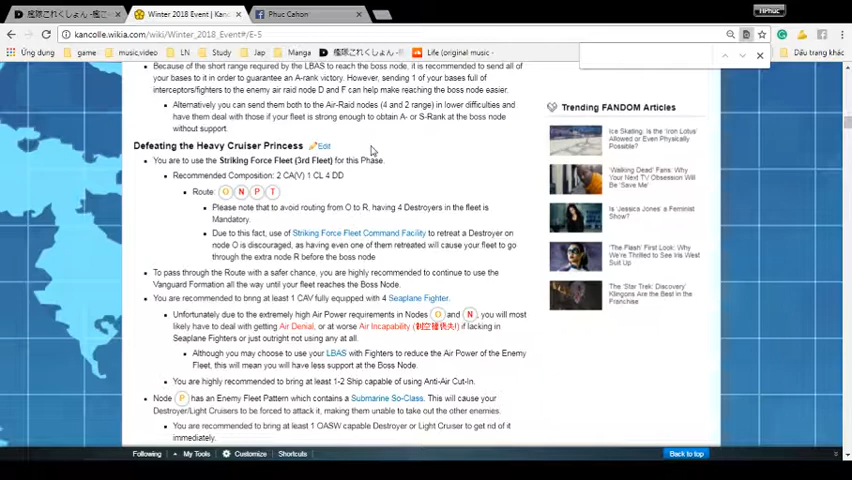 艦隊これくしょん -艦こ
Winter 2018 Event | Kan
Phuc Cahon
HPhuc
kancolle.wikia.com/wiki/Winter_2018_Event#/E-5
Ứng dụng
game
music,video
LN
Study
Jap
Manga
艦隊これくしょん
Life (original music -
Dấu trang khác
Because of the short range required by the LBAS to reach the boss node, it is recommended to send all of
your bases to it in order to guarantee an A-rank victory. However, sending 1 of your bases full of
interceptors/fighters to the enemy air raid node D and F can help make reaching the boss node easier.
Alternatively you can send them both to the Air-Raid nodes (4 and 2 range) in lower difficulties and
have them deal with those if your fleet is strong enough to obtain A- or S-Rank at the boss node
without support.
Defeating the Heavy Cruiser Princess Edit
You are to use the Striking Force Fleet (3rd Fleet) for this Phase.
Recommended Composition: 2 CA(V) 1 CL 4 DD
Route: O N P T
Please note that to avoid routing from O to R, having 4 Destroyers in the fleet is
Mandatory.
Due to this fact, use of Striking Force Fleet Command Facility to retreat a Destroyer on
node O is discouraged, as having even one of them retreated will cause your fleet to go
through the extra node R before the boss node
To pass through the Route with a safer chance, you are highly recommended to continue to use the
Vanguard Formation all the way until your fleet reaches the Boss Node.
You are recommended to bring at least 1 CAV fully equipped with 4 Seaplane Fighter.
Unfortunately due to the extremely high Air Power requirements in Nodes O and N, you will most
likely have to deal with getting Air Denial, or at worse Air Incapability (制空権喪失!) if lacking in
Seaplane Fighters or just outright not using any at all.
Although you may choose to use your LBAS with Fighters to reduce the Air Power of the Enemy
Fleet, this will mean you will have less support at the Boss Node.
You are highly recommended to bring at least 1-2 Ship capable of using Anti-Air Cut-In.
Node P has an Enemy Fleet Pattern which contains a Submarine So-Class. This will cause your
Destroyer/Light Cruisers to be forced to attack it, making them unable to take out the other enemies.
You are recommended to bring at least 1 OASW capable Destroyer or Light Cruiser to get rid of it
immediately.
Trending FANDOM Articles
Ice Skating: Is the 'Iron Lotus'
Allowed or Even Physically
Possible?
'Walking Dead' Fans: Why
Your Next TV Obsession Will
Be 'Save Me'
Is 'Jessica Jones' a Feminist
Show?
'The Flash' First Look: Why
We're Thrilled to See Iris West
Suit Up
The 'Star Trek: Discovery'
Klingons Are the Best in the
Franchise
Following
My Tools
Customize
Shortcuts
Back to top